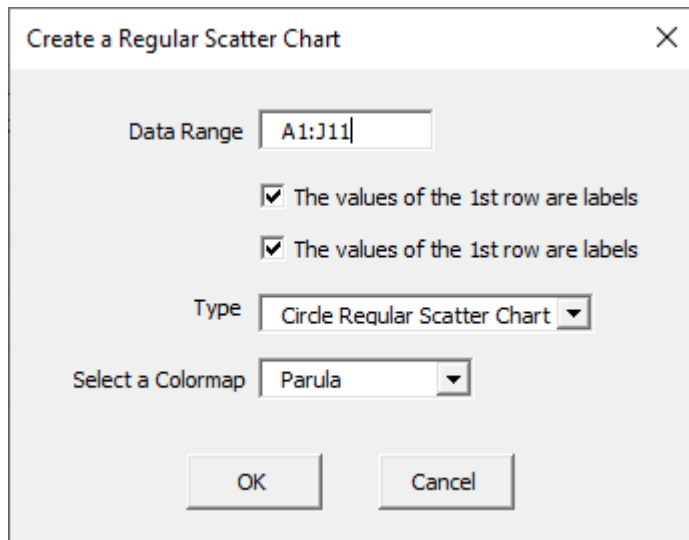 Create a Regular Scatter Chart
Data Range A1:J11
The values of the 1st row are labels
The values of the 1st row are labels
Type Circle Regular Scatter Chart
Select a Colormap Parula
OK Cancel